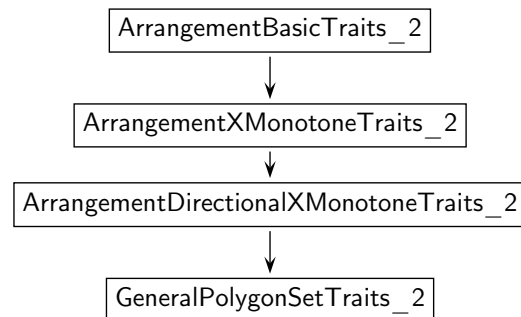 ArrangementBasicTraits_2
ArrangementXMonotoneTraits_2
ArrangementDirectionalXMonotoneTraits_2
GeneralPolygonSetTraits_2